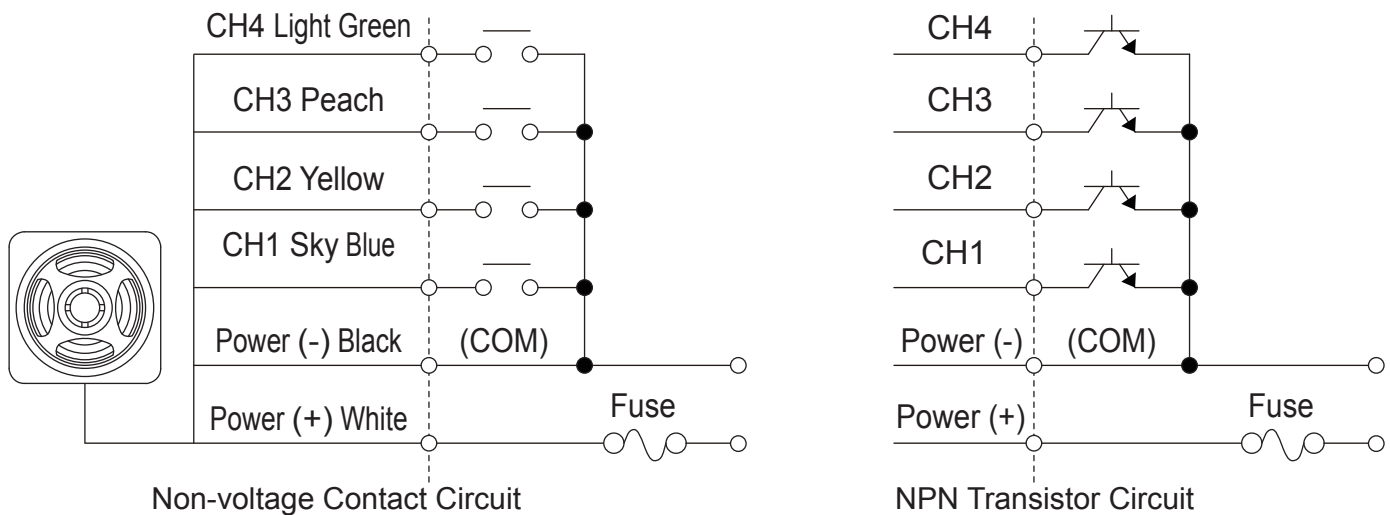 CH4 Light Green
CH3 Peach
CH2 Yellow
CH1 Sky Blue
Power (-) Black (COM)
Power (+) White Fuse
Non-voltage Contact Circuit
CH4
CH3
CH2
CH1
Power (-) (COM)
Power (+) Fuse
NPN Transistor Circuit